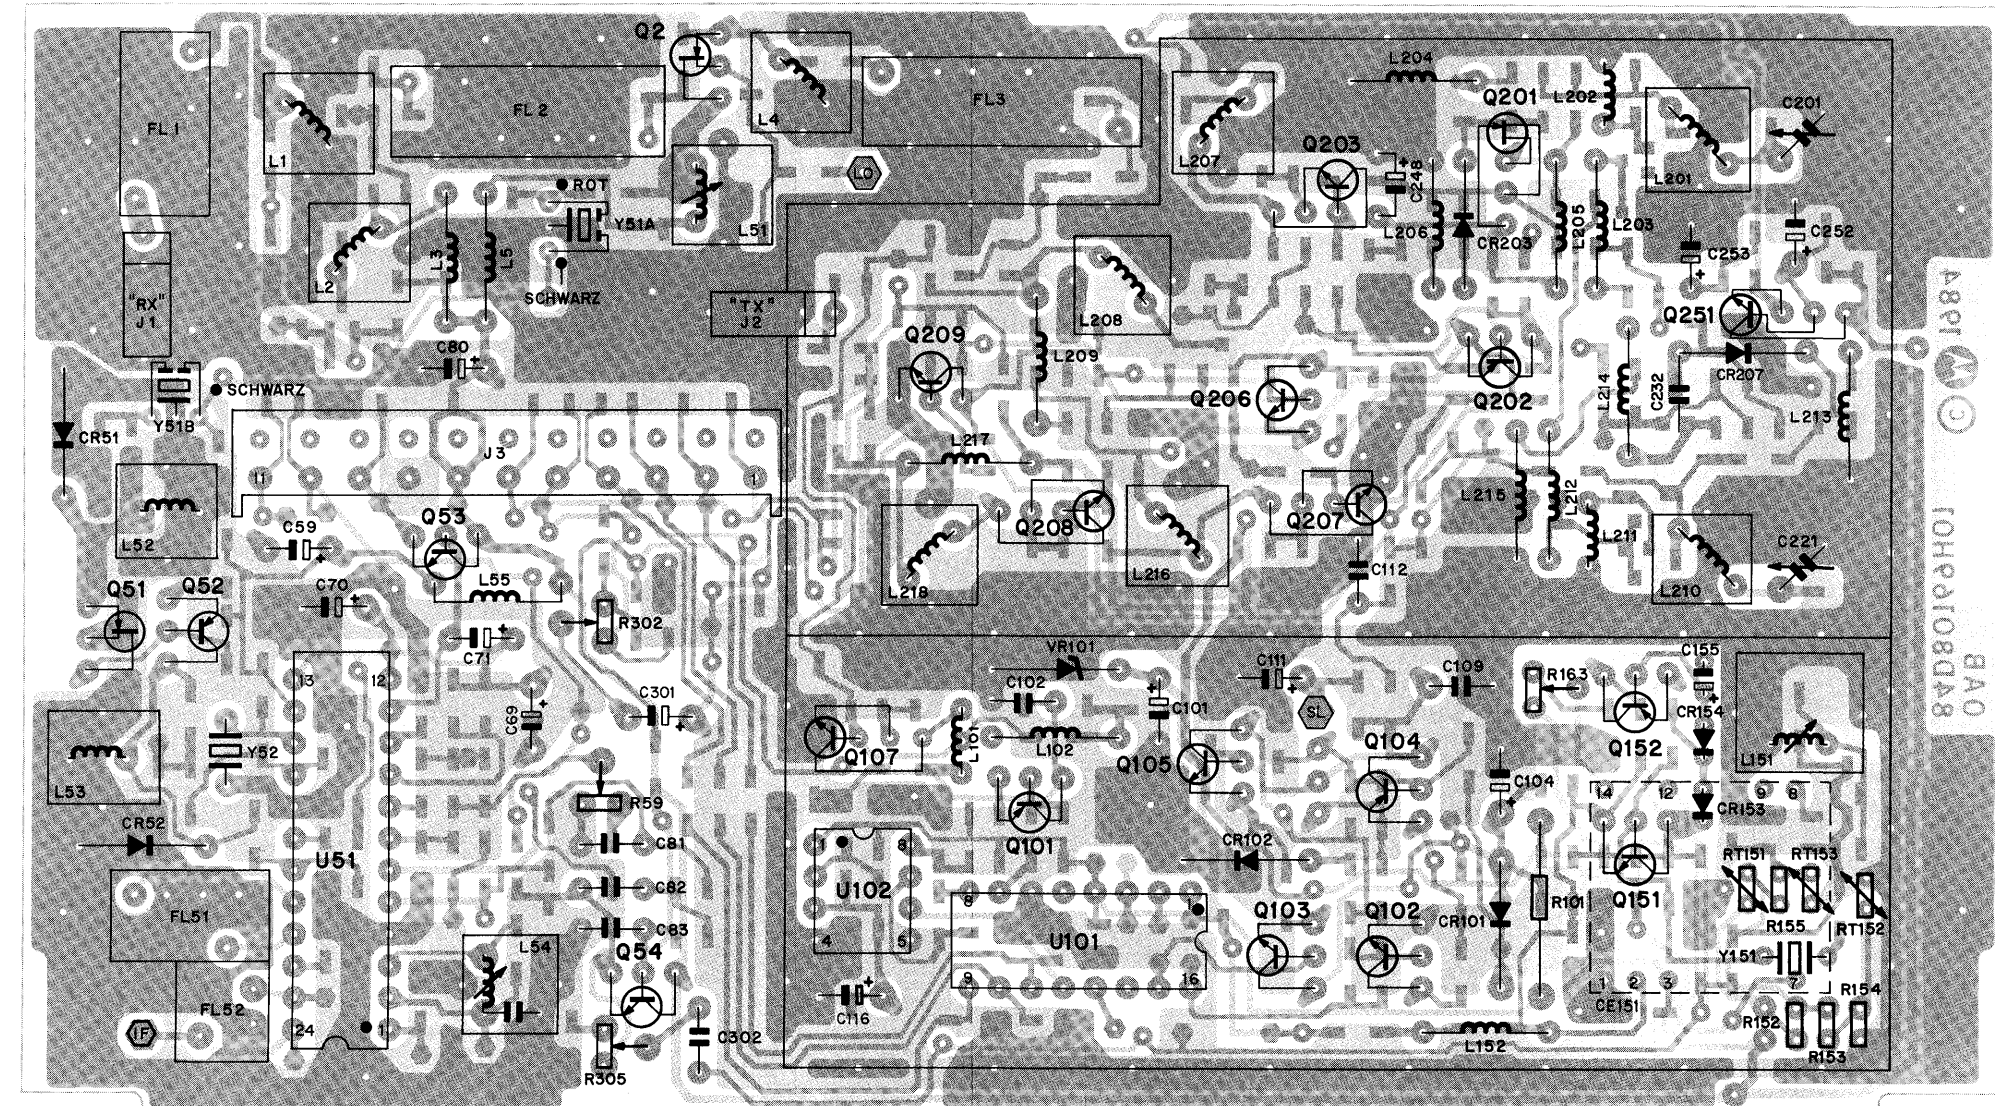 Q2
FL1
L1
FL2
L4
FL3
L204
Q201
L202
C201
L207
Q203
C248
L201
LO
ROT
Y51A
L51
L2
L3
L5
SCHWARZ
L206
CR203
L205
L203
C253
C252
"RX"
J1
"TX"
J2
L208
Q251
1984
M
C
84D80169H01
0AB
C80
Q209
L209
Q206
Q202
L214
C232
CR207
L213
SCHWARZ
Y51B
CR51
J3
11
1
L217
L52
C59
Q53
Q208
L216
Q207
L215
L212
L211
L210
C221
C112
L218
Q51
Q52
C70
L55
R302
C71
VR101
C111
C109
R163
C155
13
12
C69
C301
C102
C101
SL
CR154
Q152
L151
L53
Y52
Q107
L101
L102
Q105
Q104
C104
14
12
9
8
CR153
R59
CR52
U51
C81
C82
C83
Q101
1
8
U102
4
5
CR102
RT151
RT153
Q151
R155
RT152
FL51
L54
Q54
8
1
U101
9
16
Q103
Q102
CR101
R101
Y151
1
2
3
7
CE151
R154
FL52
IF
24
1
C302
C116
L152
R152
R153
R305